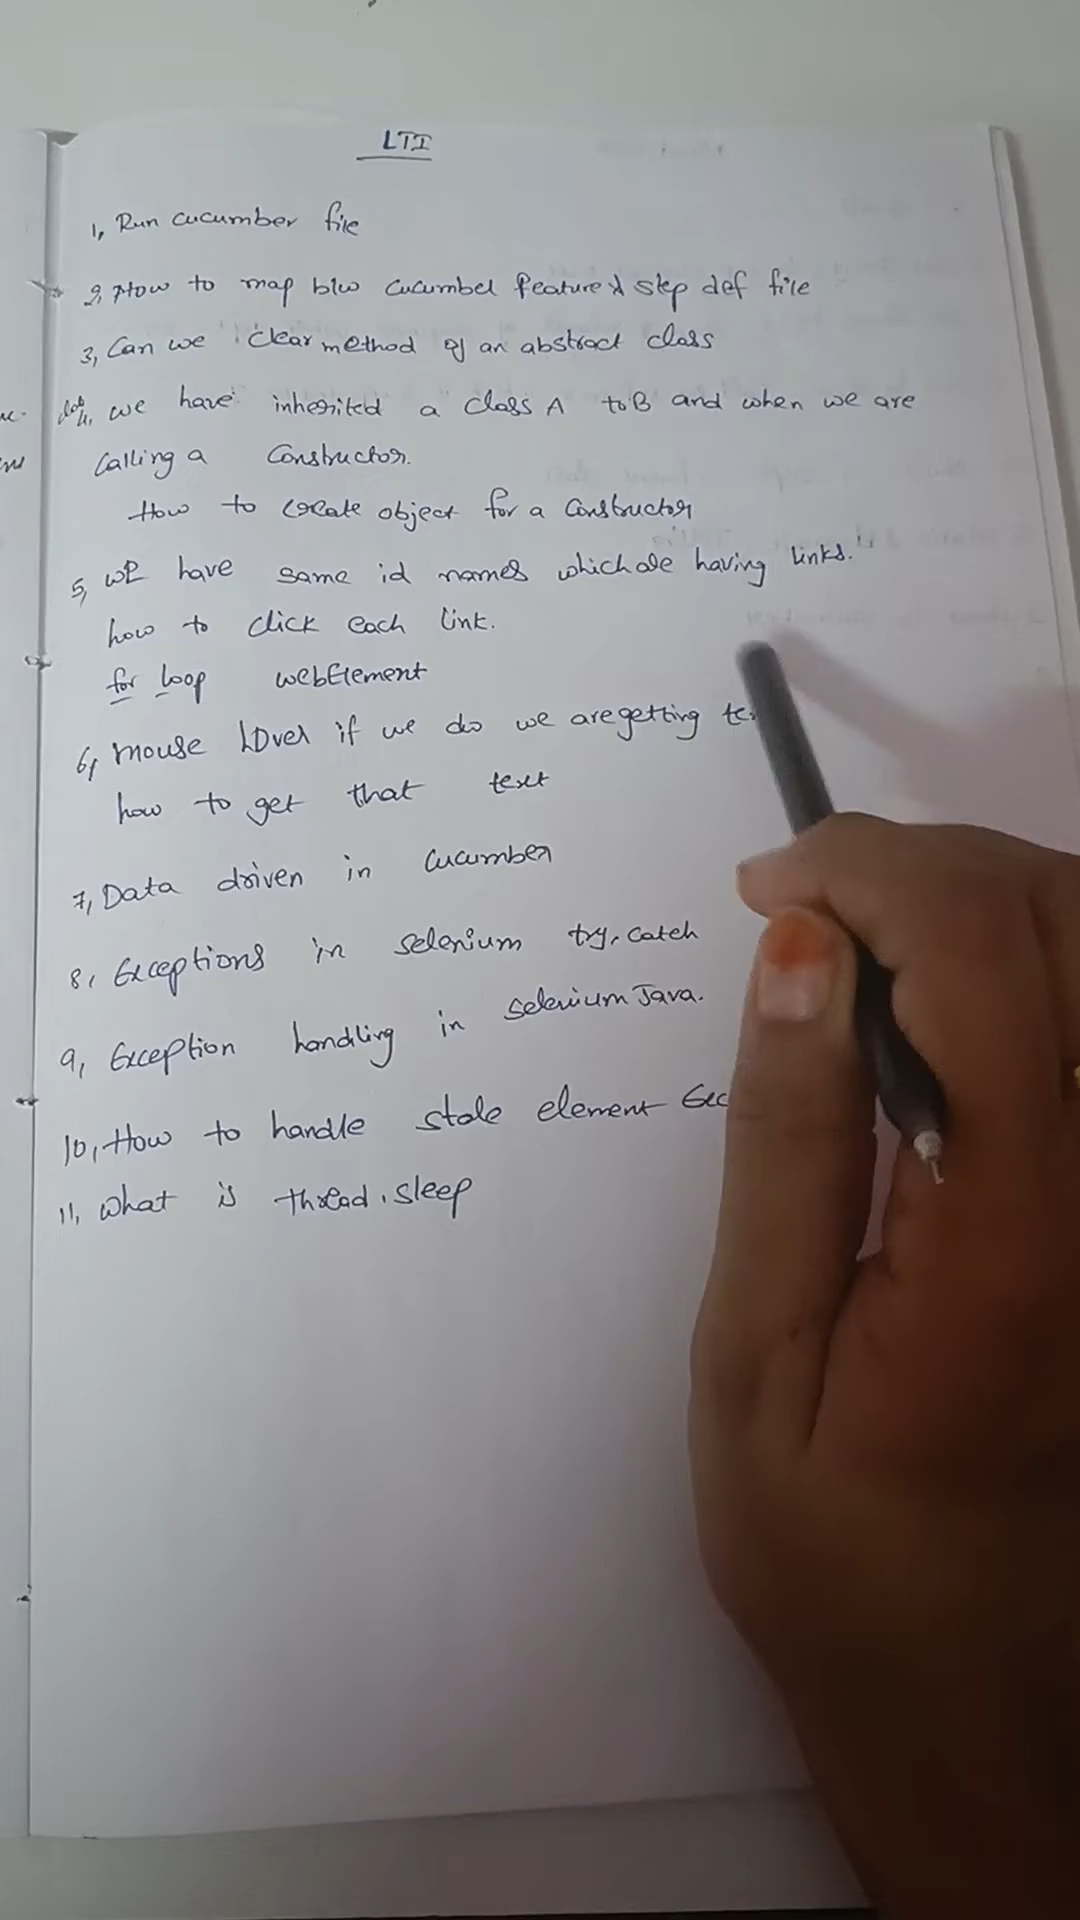 LTI
1, Run cucumber file
2, How to map b/w cucumber feature & step def file
3, Can we clear method of an abstract class
4, we have inherited a class A to B and when we are
calling a constructor.
How to create object for a constructor
5, we have same id names which are having links.
how to click each link.
for loop webElement
6, mouse hover if we do we are getting
how to get that text
7, Data driven in cucumber
8, Exceptions in selenium try, catch
9, Exception handling in selenium Java.
10, How to handle stale element
11, what is thread.sleep